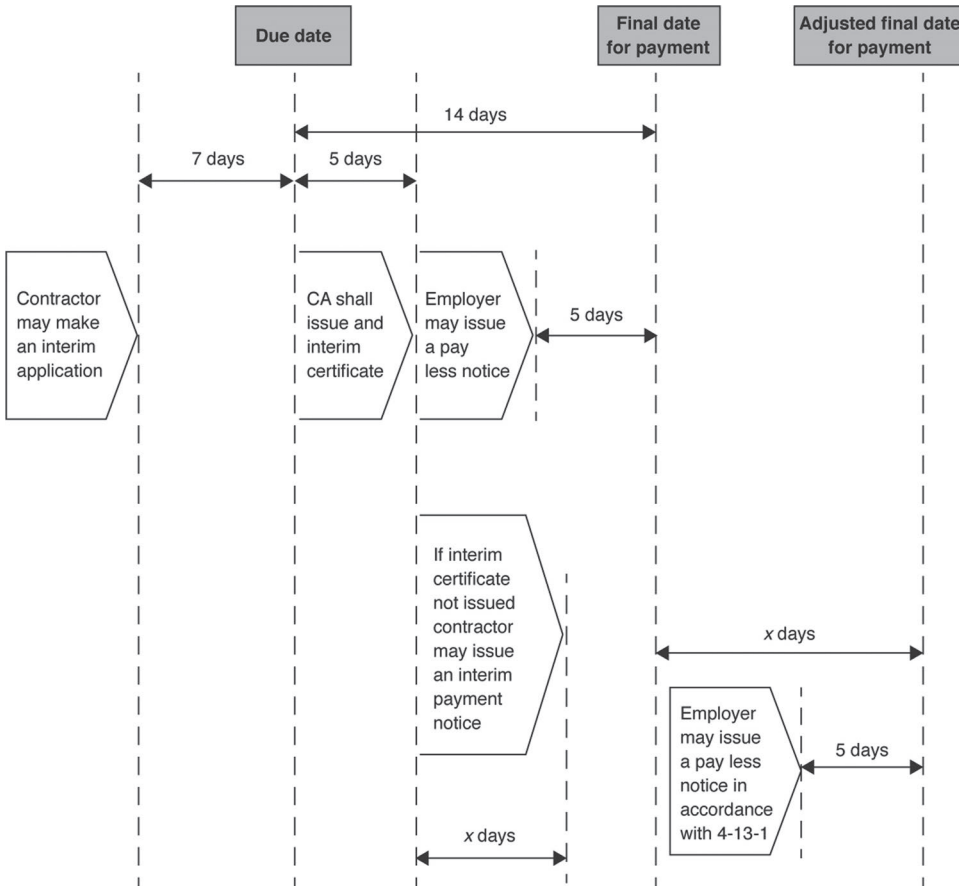 Due date
Final date
for payment
Adjusted final date
for payment
14 days
7 days
5 days
Contractor
may make
an interim
application
CA shall
issue and
interim
certificate
Employer
may issue
a pay
less notice
5 days
If interim
certificate
not issued
contractor
may issue
an interim
payment
notice
x days
x days
Employer
may issue
a pay less
notice in
accordance
with 4-13-1
5 days